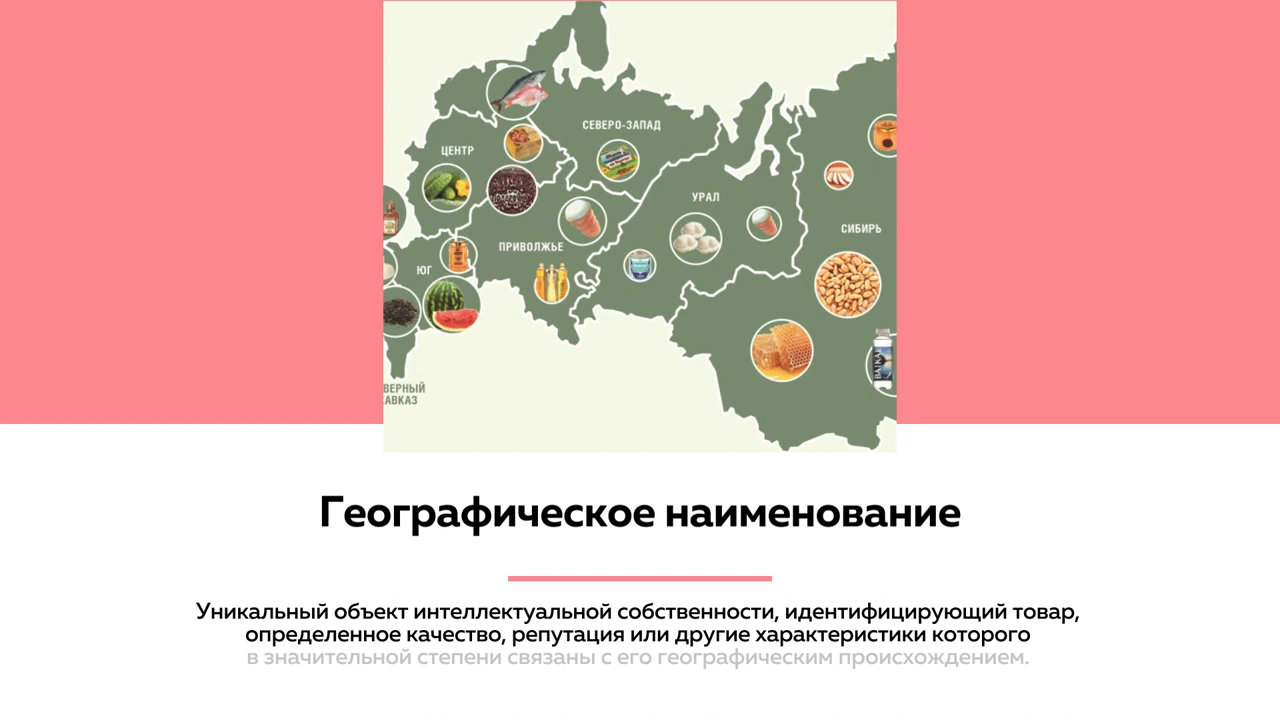 СЕВЕРО-ЗАПАД
ЦЕНТР
УРАЛ
СИБИРЬ
ПРИВОЛЖЬЕ
ЮГ
BAIKAL
ВЕРНЫЙ
АВКАЗ
Географическое наименование
Уникальный объект интеллектуальной собственности, идентифицирующий товар,
определенное качество, репутация или другие характеристики которого
в значительной степени связаны с его географическим происхождением.